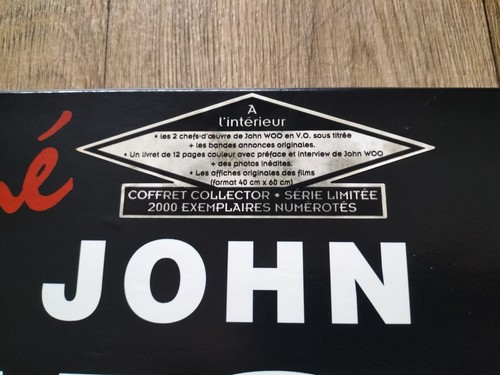 A
l'intérieur
• les 2 chefs-d'œuvre de John WOO en V.O. sous titrée
+ les bandes annonces originales.
• Un livret de 12 pages couleur avec préface et interview de John WOO
+ des photos inédites.
• Les affiches originales des films
(format 40 cm x 60 cm)
COFFRET COLLECTOR • SÉRIE LIMITÉE
2000 EXEMPLAIRES NUMEROTÉS
né
JOHN